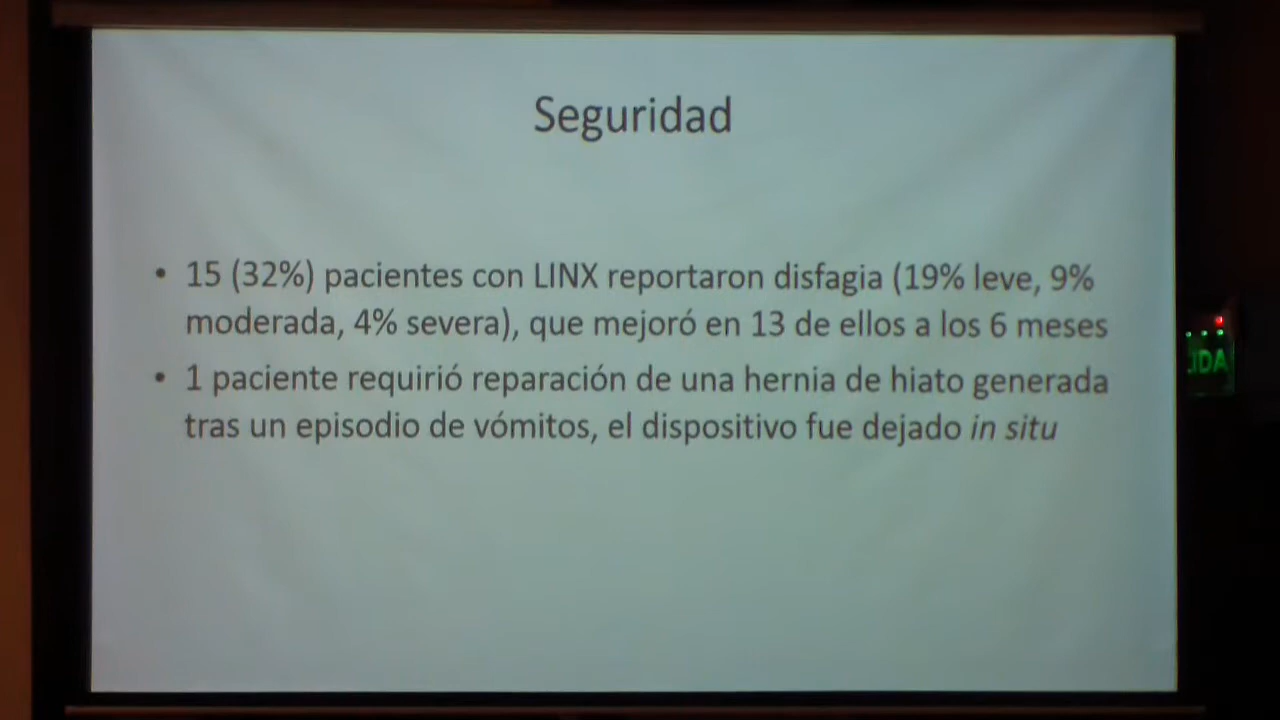 Seguridad
• 15 (32%) pacientes con LINX reportaron disfagia (19% leve, 9%
moderada, 4% severa), que mejoró en 13 de ellos a los 6 meses
• 1 paciente requirió reparación de una hernia de hiato generada
tras un episodio de vómitos, el dispositivo fue dejado in situ